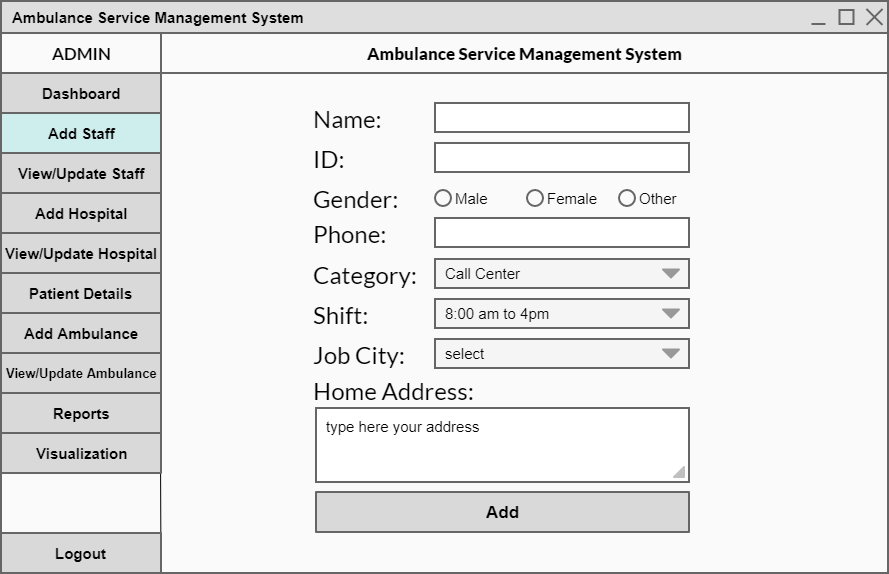 Ambulance Service Management System
ADMIN
Ambulance Service Management System
Dashboard
Add Staff
View/Update Staff
Add Hospital
View/Update Hospital
Patient Details
Add Ambulance
View/Update Ambulance
Reports
Visualization
Logout
Name:
ID:
Gender: Male Female Other
Phone:
Category: Call Center
Shift: 8:00 am to 4pm
Job City: select
Home Address:
type here your address
Add